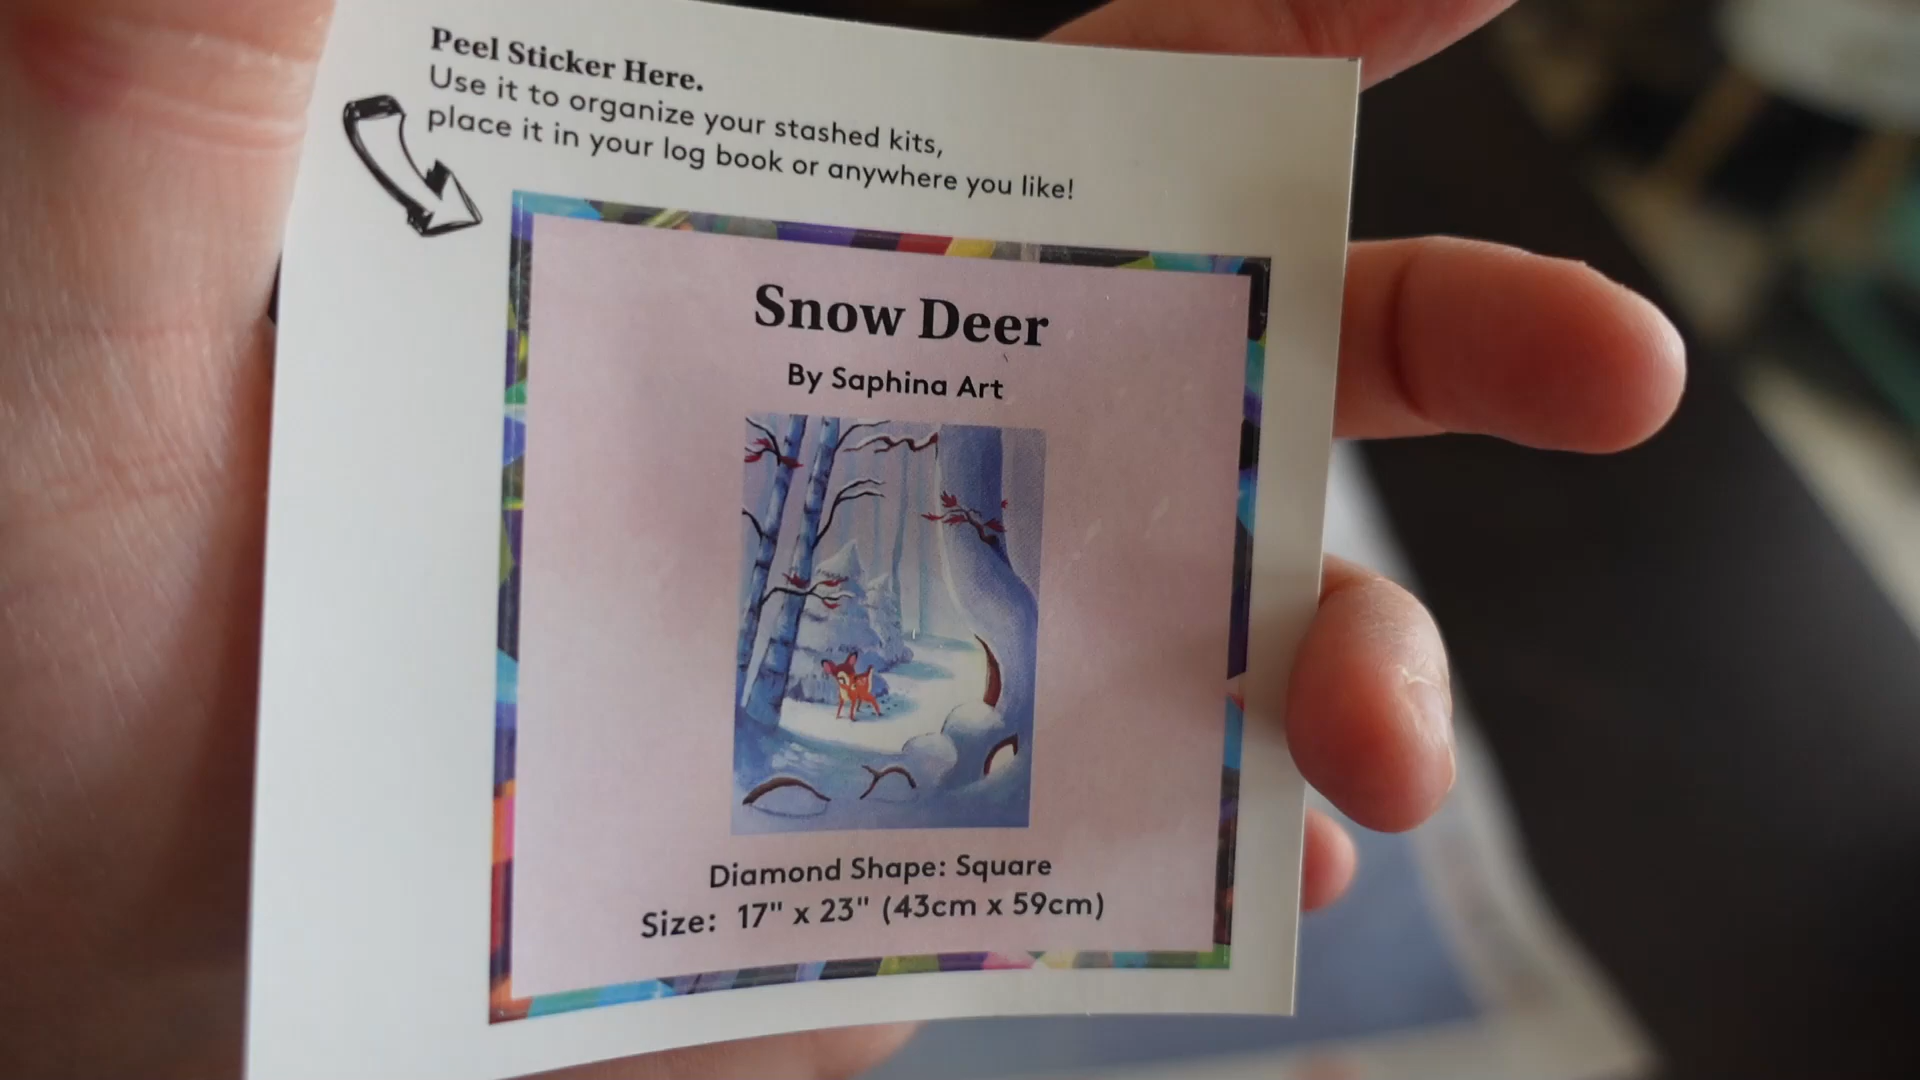 Peel Sticker Here.
Use it to organize your stashed kits,
place it in your log book or anywhere you like!
Snow Deer
By Saphina Art
Diamond Shape: Square
Size: 17" x 23" (43cm x 59cm)